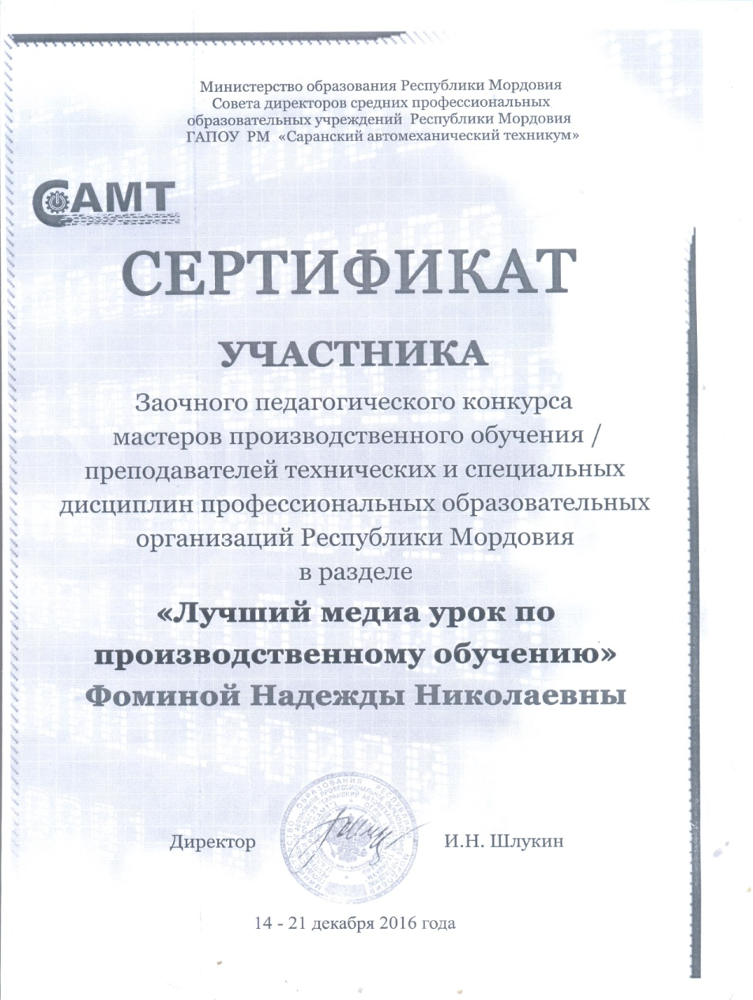 Министерство образования Республики Мордовия
Совета директоров средних профессиональных
образовательных учреждений Республики Мордовия
ГАПОУ РМ «Саранский автомеханический техникум»
САМТ
СЕРТИФИКАТ
УЧАСТНИКА
Заочного педагогического конкурса
мастеров производственного обучения /
преподавателей технических и специальных
дисциплин профессиональных образовательных
организаций Республики Мордовия
в разделе
«Лучший медиа урок по
производственному обучению»
Фоминой Надежды Николаевны
Директор И.Н. Шлукин
14 - 21 декабря 2016 года